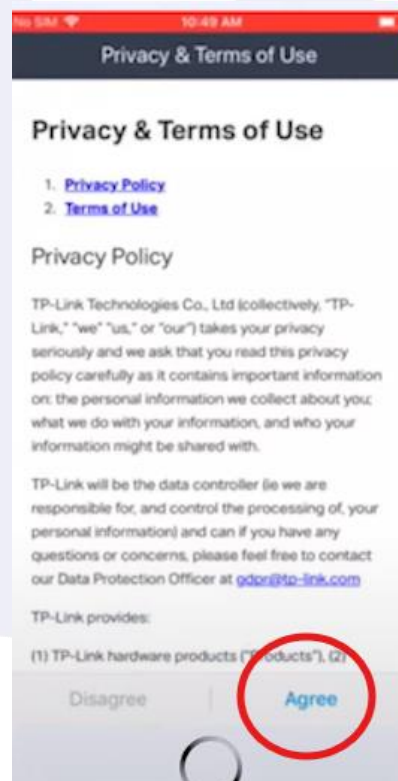 No SIM 10:49 AM
Privacy & Terms of Use
Privacy & Terms of Use
1. Privacy Policy
2. Terms of Use
Privacy Policy
TP-Link Technologies Co., Ltd (collectively, "TP-
Link," "we" "us," or "our") takes your privacy
seriously and we ask that you read this privacy
policy carefully as it contains important information
on: the personal information we collect about you;
what we do with your information, and who your
information might be shared with.
TP-Link will be the data controller (ie we are
responsible for, and control the processing of, your
personal information) and can if you have any
questions or concerns, please feel free to contact
our Data Protection Officer at gdpr@tp-link.com
TP-Link provides:
(1) TP-Link hardware products ("Products"), (2)
Disagree Agree